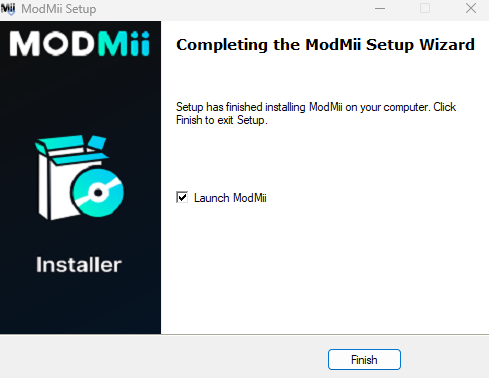 ModMii Setup
MODMii
Completing the ModMii Setup Wizard
Setup has finished installing ModMii on your computer. Click
Finish to exit Setup.
Launch ModMii
Installer
Finish